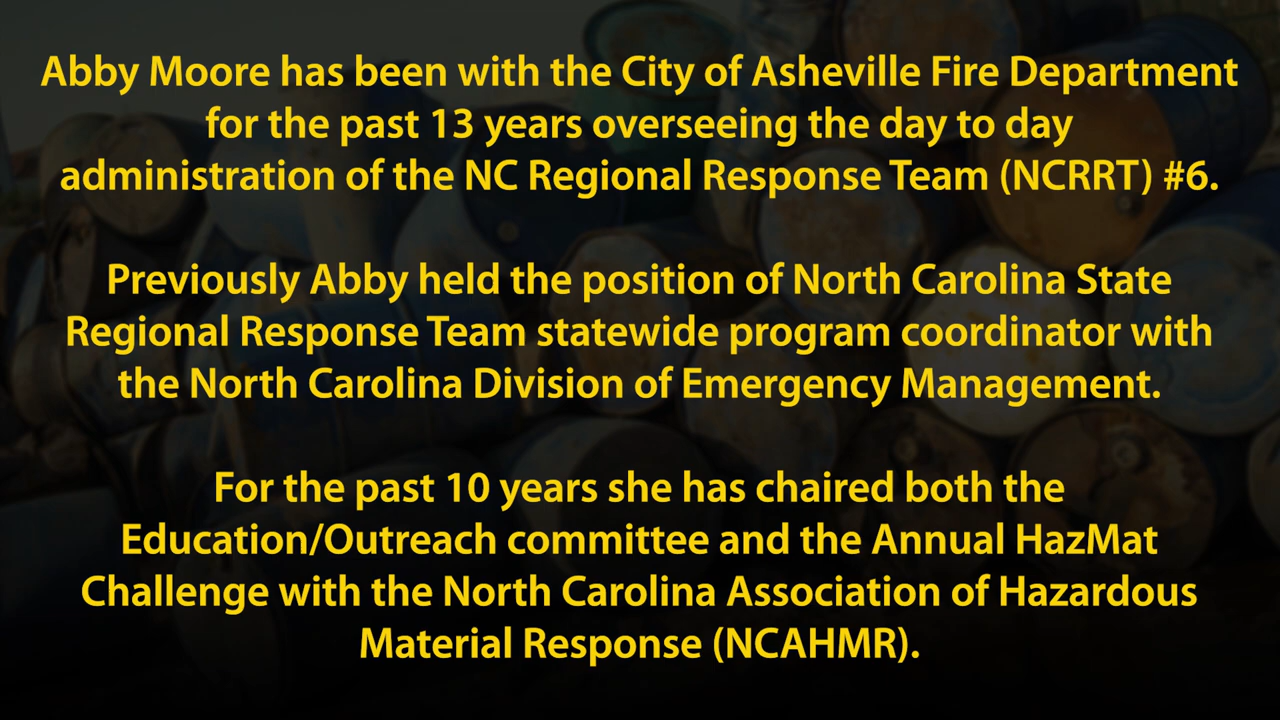 Abby Moore has been with the City of Asheville Fire Department
for the past 13 years overseeing the day to day
administration of the NC Regional Response Team (NCRRT) #6.
Previously Abby held the position of North Carolina State
Regional Response Team statewide program coordinator with
the North Carolina Division of Emergency Management.
For the past 10 years she has chaired both the
Education/Outreach committee and the Annual HazMat
Challenge with the North Carolina Association of Hazardous
Material Response (NCAHMR).